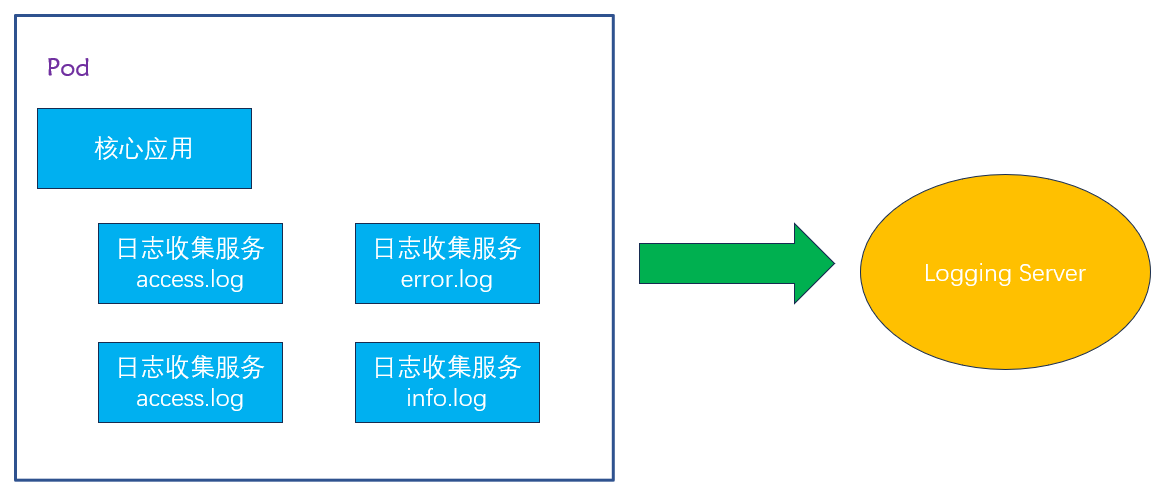 Pod
核心应用
日志收集服务
access.log
日志收集服务
error.log
日志收集服务
access.log
日志收集服务
info.log
Logging Server